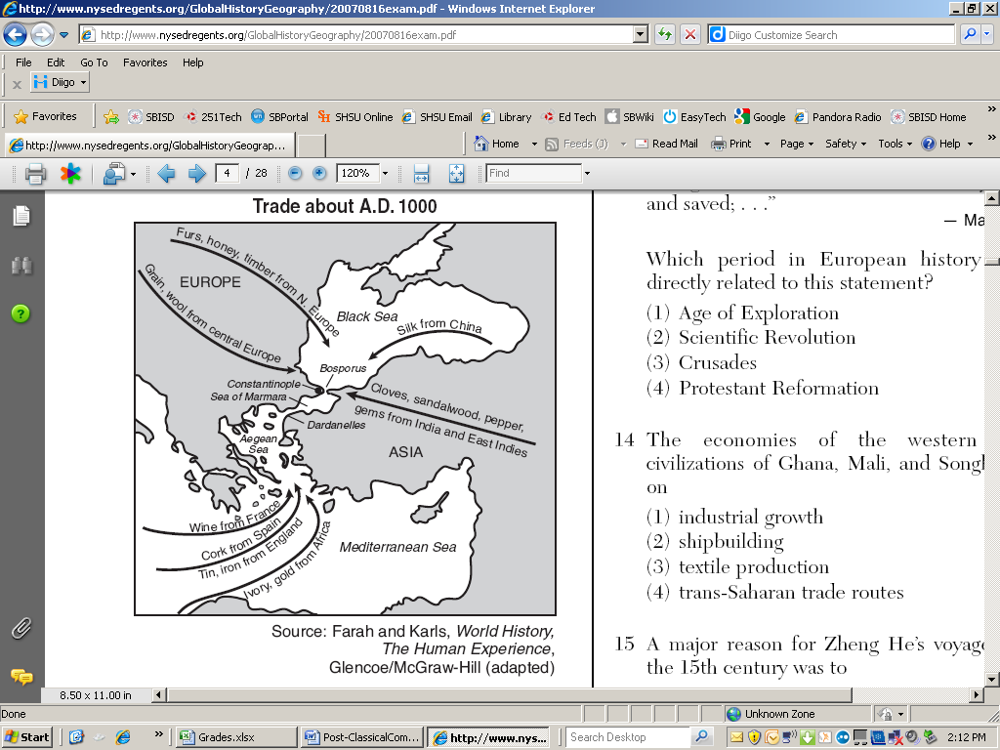 http://www.nysedregents.org/GlobalHistoryGeography/20070816exam.pdf - Windows Internet Explorer
http://www.nysedregents.org/GlobalHistoryGeography/20070816exam.pdf
Diigo Customize Search
File Edit Go To Favorites Help
x Diigo
Favorites SBISD 251Tech SBPortal SHSU Online SHSU Email Library Ed Tech SBWiki EasyTech Google Pandora Radio SBISD Home
http://www.nysedregents.org/GlobalHistoryGeograp...
Home Feeds (J) Read Mail Print Page Safety Tools Help
4 / 28 120% Find
Trade about A.D. 1000
Furs, honey, timber from N. Europe
Grain, wool from central Europe
EUROPE
Black Sea
Silk from China
Bosporus
Constantinople
Sea of Marmara
Dardanelles
Cloves, sandalwood, pepper,
gems from India and East Indies
Aegean
Sea
ASIA
Wine from France
Cork from Spain
Tin, iron from England
Ivory, gold from Africa
Mediterranean Sea
Source: Farah and Karls, World History,
The Human Experience,
Glencoe/McGraw-Hill (adapted)
and saved; . . .”
— Ma
Which period in European history
directly related to this statement?
(1) Age of Exploration
(2) Scientific Revolution
(3) Crusades
(4) Protestant Reformation
14 The economies of the western
civilizations of Ghana, Mali, and Songh
on
(1) industrial growth
(2) shipbuilding
(3) textile production
(4) trans-Saharan trade routes
15 A major reason for Zheng He’s voyage
the 15th century was to
8.50 x 11.00 in
Done
Unknown Zone
Start Grades.xlsx Post-ClassicalCom... http://www.nys... Search Desktop 2:12 PM